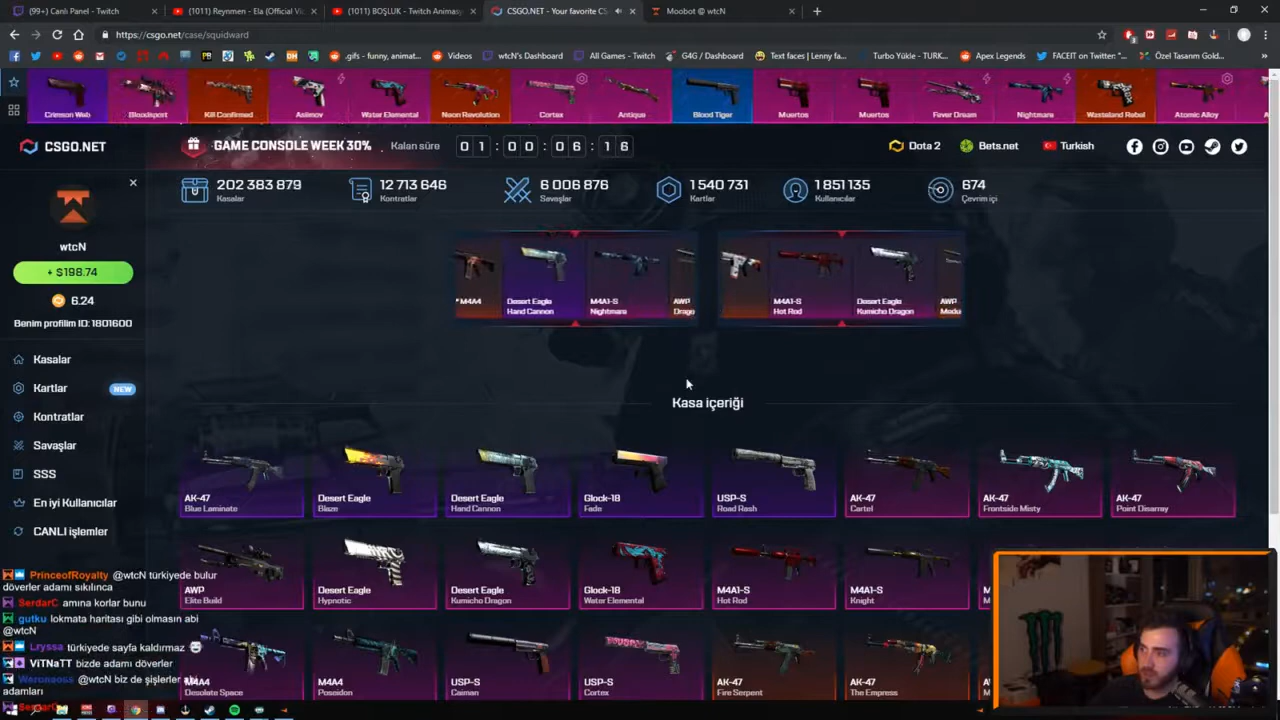 (99+) Canlı Panel - Twitch
(1011) Reynmen - Ela (Official Vi
(1011) BOŞLUK - Twitch Animas
CSGO.NET - Your favorite CS
Moobot @ wtcN
https://csgo.net/case/squidward
r/gifs - funny, animat...
Videos
wtcN's Dashboard
All Games - Twitch
G4G / Dashboard
Text faces | Lenny fa...
Turbo Yükle - TURK...
Apex Legends
FACEIT on Twitter: "...
Özel Tasarım Gold...
Crimson Web
Bloodsport
Kill Confirmed
Asiimov
Water Elemental
Neon Revolution
Cortex
Antique
Blood Tiger
Muertos
Muertos
Fever Dream
Nightmare
Wasteland Rebel
Atomic Alloy
CSGO.NET
GAME CONSOLE WEEK 30%
Kalan süre
01 : 00 : 06 : 16
Dota 2
Bets.net
Turkish
202 383 879
Kasalar
12 713 646
Kontratlar
6 006 876
Savaşlar
1 540 731
Kartlar
1 851 135
Kullanıcılar
674
Çevrim içi
wtcN
+ $198.74
6.24
Benim profilim ID: 1801600
Kasalar
Kartlar
NEW
Kontratlar
Savaşlar
SSS
En iyi Kullanıcılar
CANLI işlemler
M4A4
Desert Eagle
Hand Cannon
M4A1-S
Nightmare
AWP
Drago
M4A1-S
Hot Rod
Desert Eagle
Kumicho Dragon
AWP
Medu
Kasa içeriği
AK-47
Blue Laminate
Desert Eagle
Blaze
Desert Eagle
Hand Cannon
Glock-18
Fade
USP-S
Road Rash
AK-47
Cartel
AK-47
Frontside Misty
AK-47
Point Disarray
AWP
Elite Build
Desert Eagle
Hypnotic
Desert Eagle
Kumicho Dragon
Glock-18
Water Elemental
M4A1-S
Hot Rod
M4A1-S
Knight
M4A4
Desolate Space
M4A4
Poseidon
USP-S
Caiman
USP-S
Cortex
AK-47
Fire Serpent
AK-47
The Empress
PrinceofRoyalty @wtcN türkiyede bulur
döverler adamı sıkılınca
SerdarC amına korlar bunu
gutku lokmata haritası gibi olmasın abi
@wtcN
Lryssa türkiyede sayfa kaldırmaz
ViTNaTT bizde adamı döverler
@wtcN biz de şişlerler
adamları
SerdarC